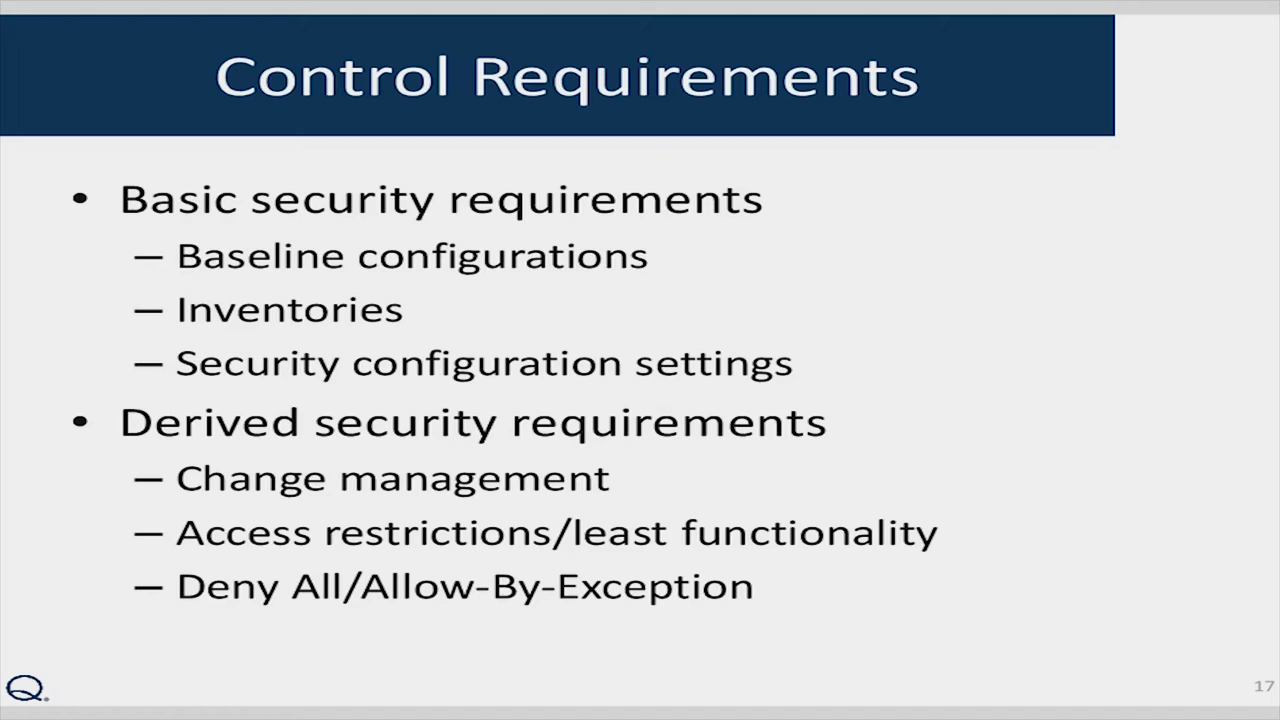 Control Requirements
• Basic security requirements
– Baseline configurations
– Inventories
– Security configuration settings
• Derived security requirements
– Change management
– Access restrictions/least functionality
– Deny All/Allow-By-Exception
Q®
17